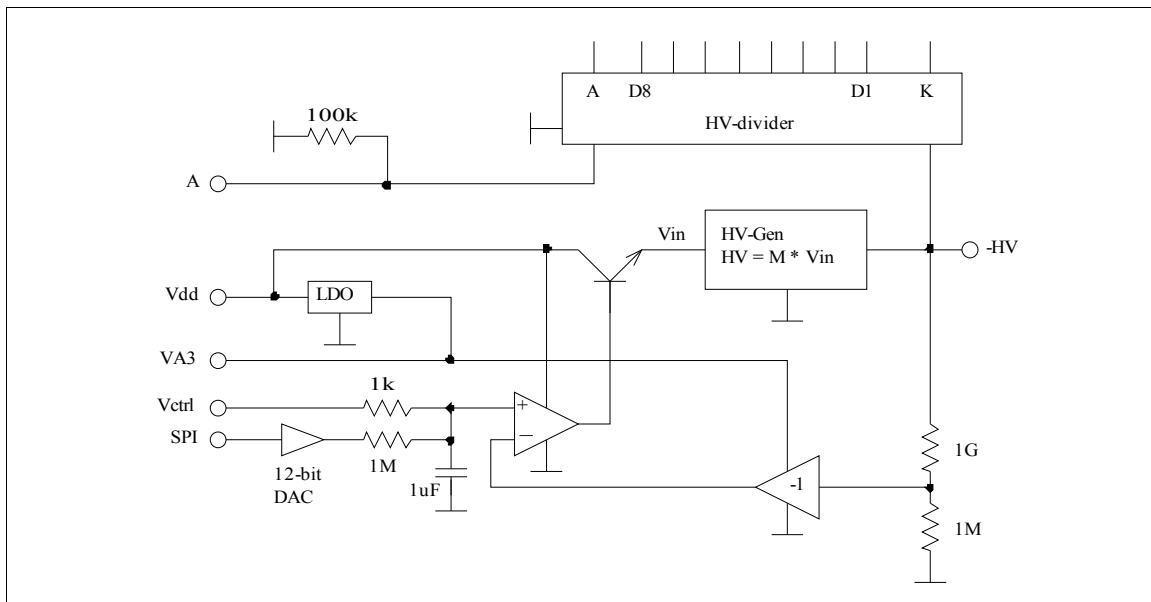 A D8 D1 K
HV-divider
100k
A
Vin
HV-Gen
HV = M * Vin
-HV
Vdd
LDO
VA3
Vctrl
1k
SPI
12-bit
DAC
1M
1uF
+
−
-1
1G
1M